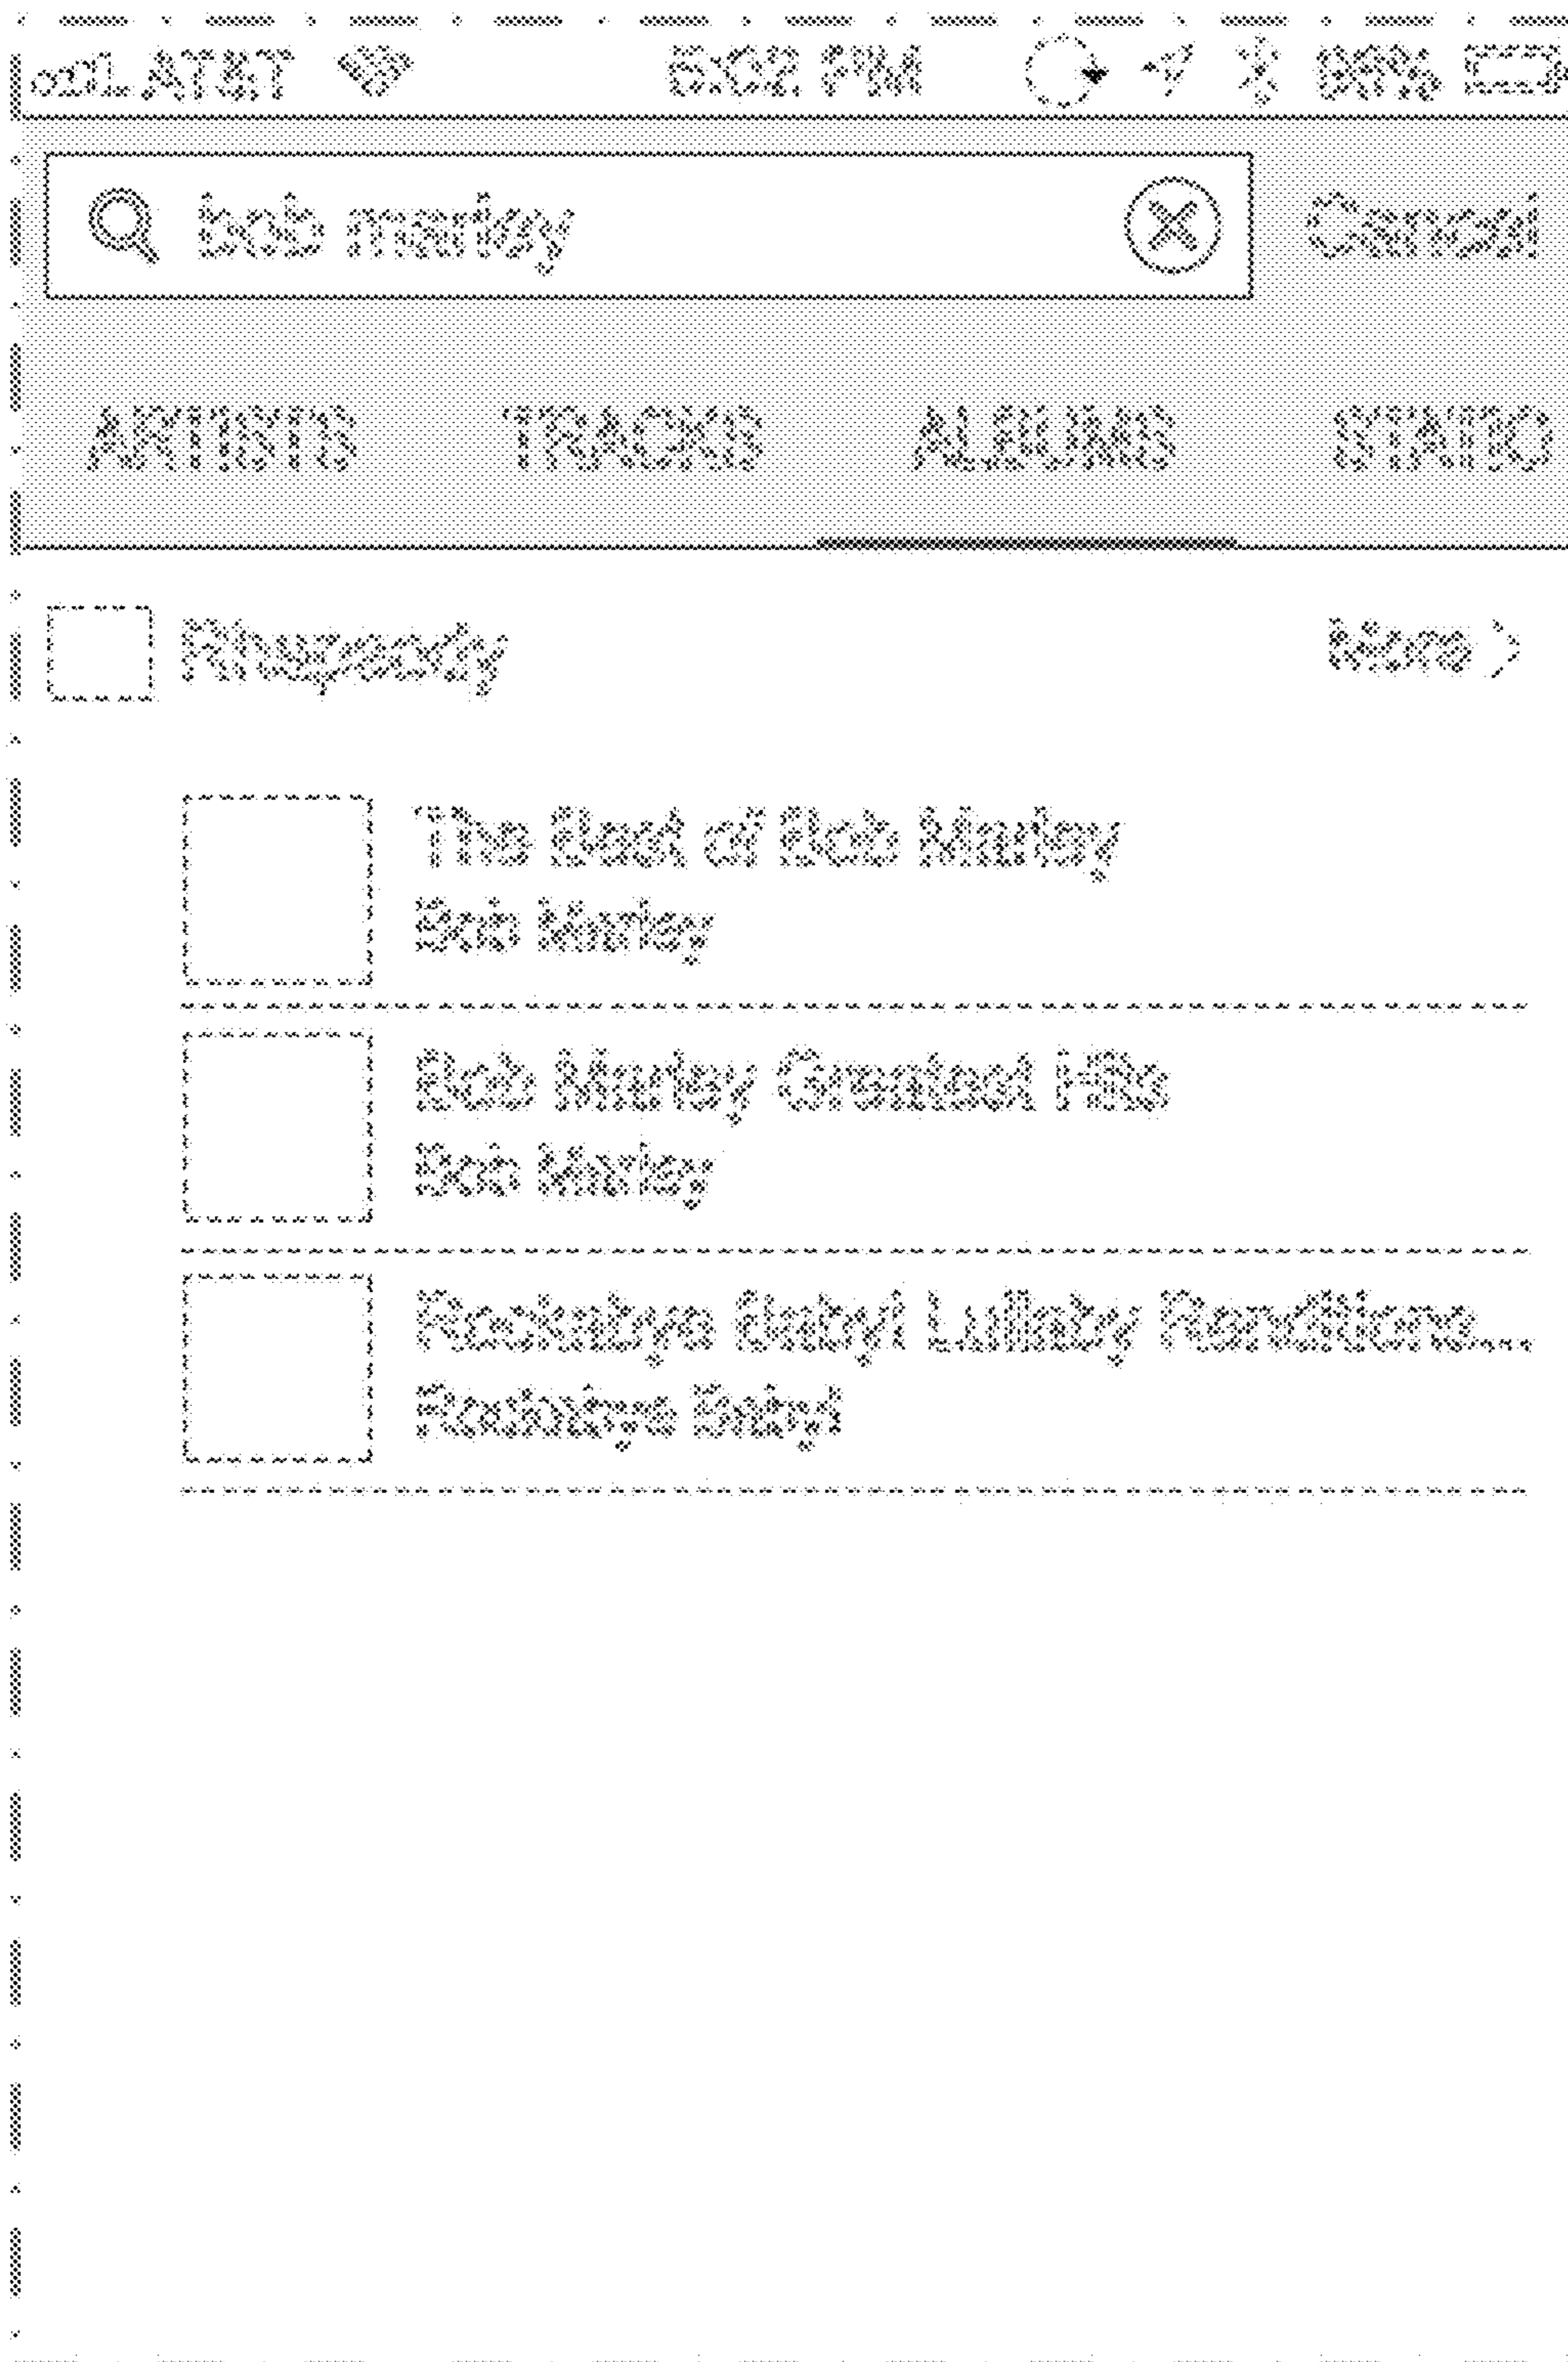 AT&T 5:02 PM
bob marley Cancel
ARTISTS TRACKS ALBUMS STATIO
Rhapsody More >
The Best of Bob Marley
Bob Marley
Bob Marley Greatest Hits
Bob Marley
Rockabye Baby! Lullaby Renditions...
Rockabye Baby!